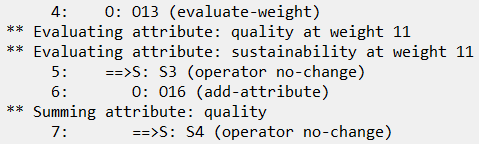 4:    O: O13 (evaluate-weight)
** Evaluating attribute: quality at weight 11
** Evaluating attribute: sustainability at weight 11
5:    ==>S: S3 (operator no-change)
6:       O: O16 (add-attribute)
** Summing attribute: quality
7:       ==>S: S4 (operator no-change)